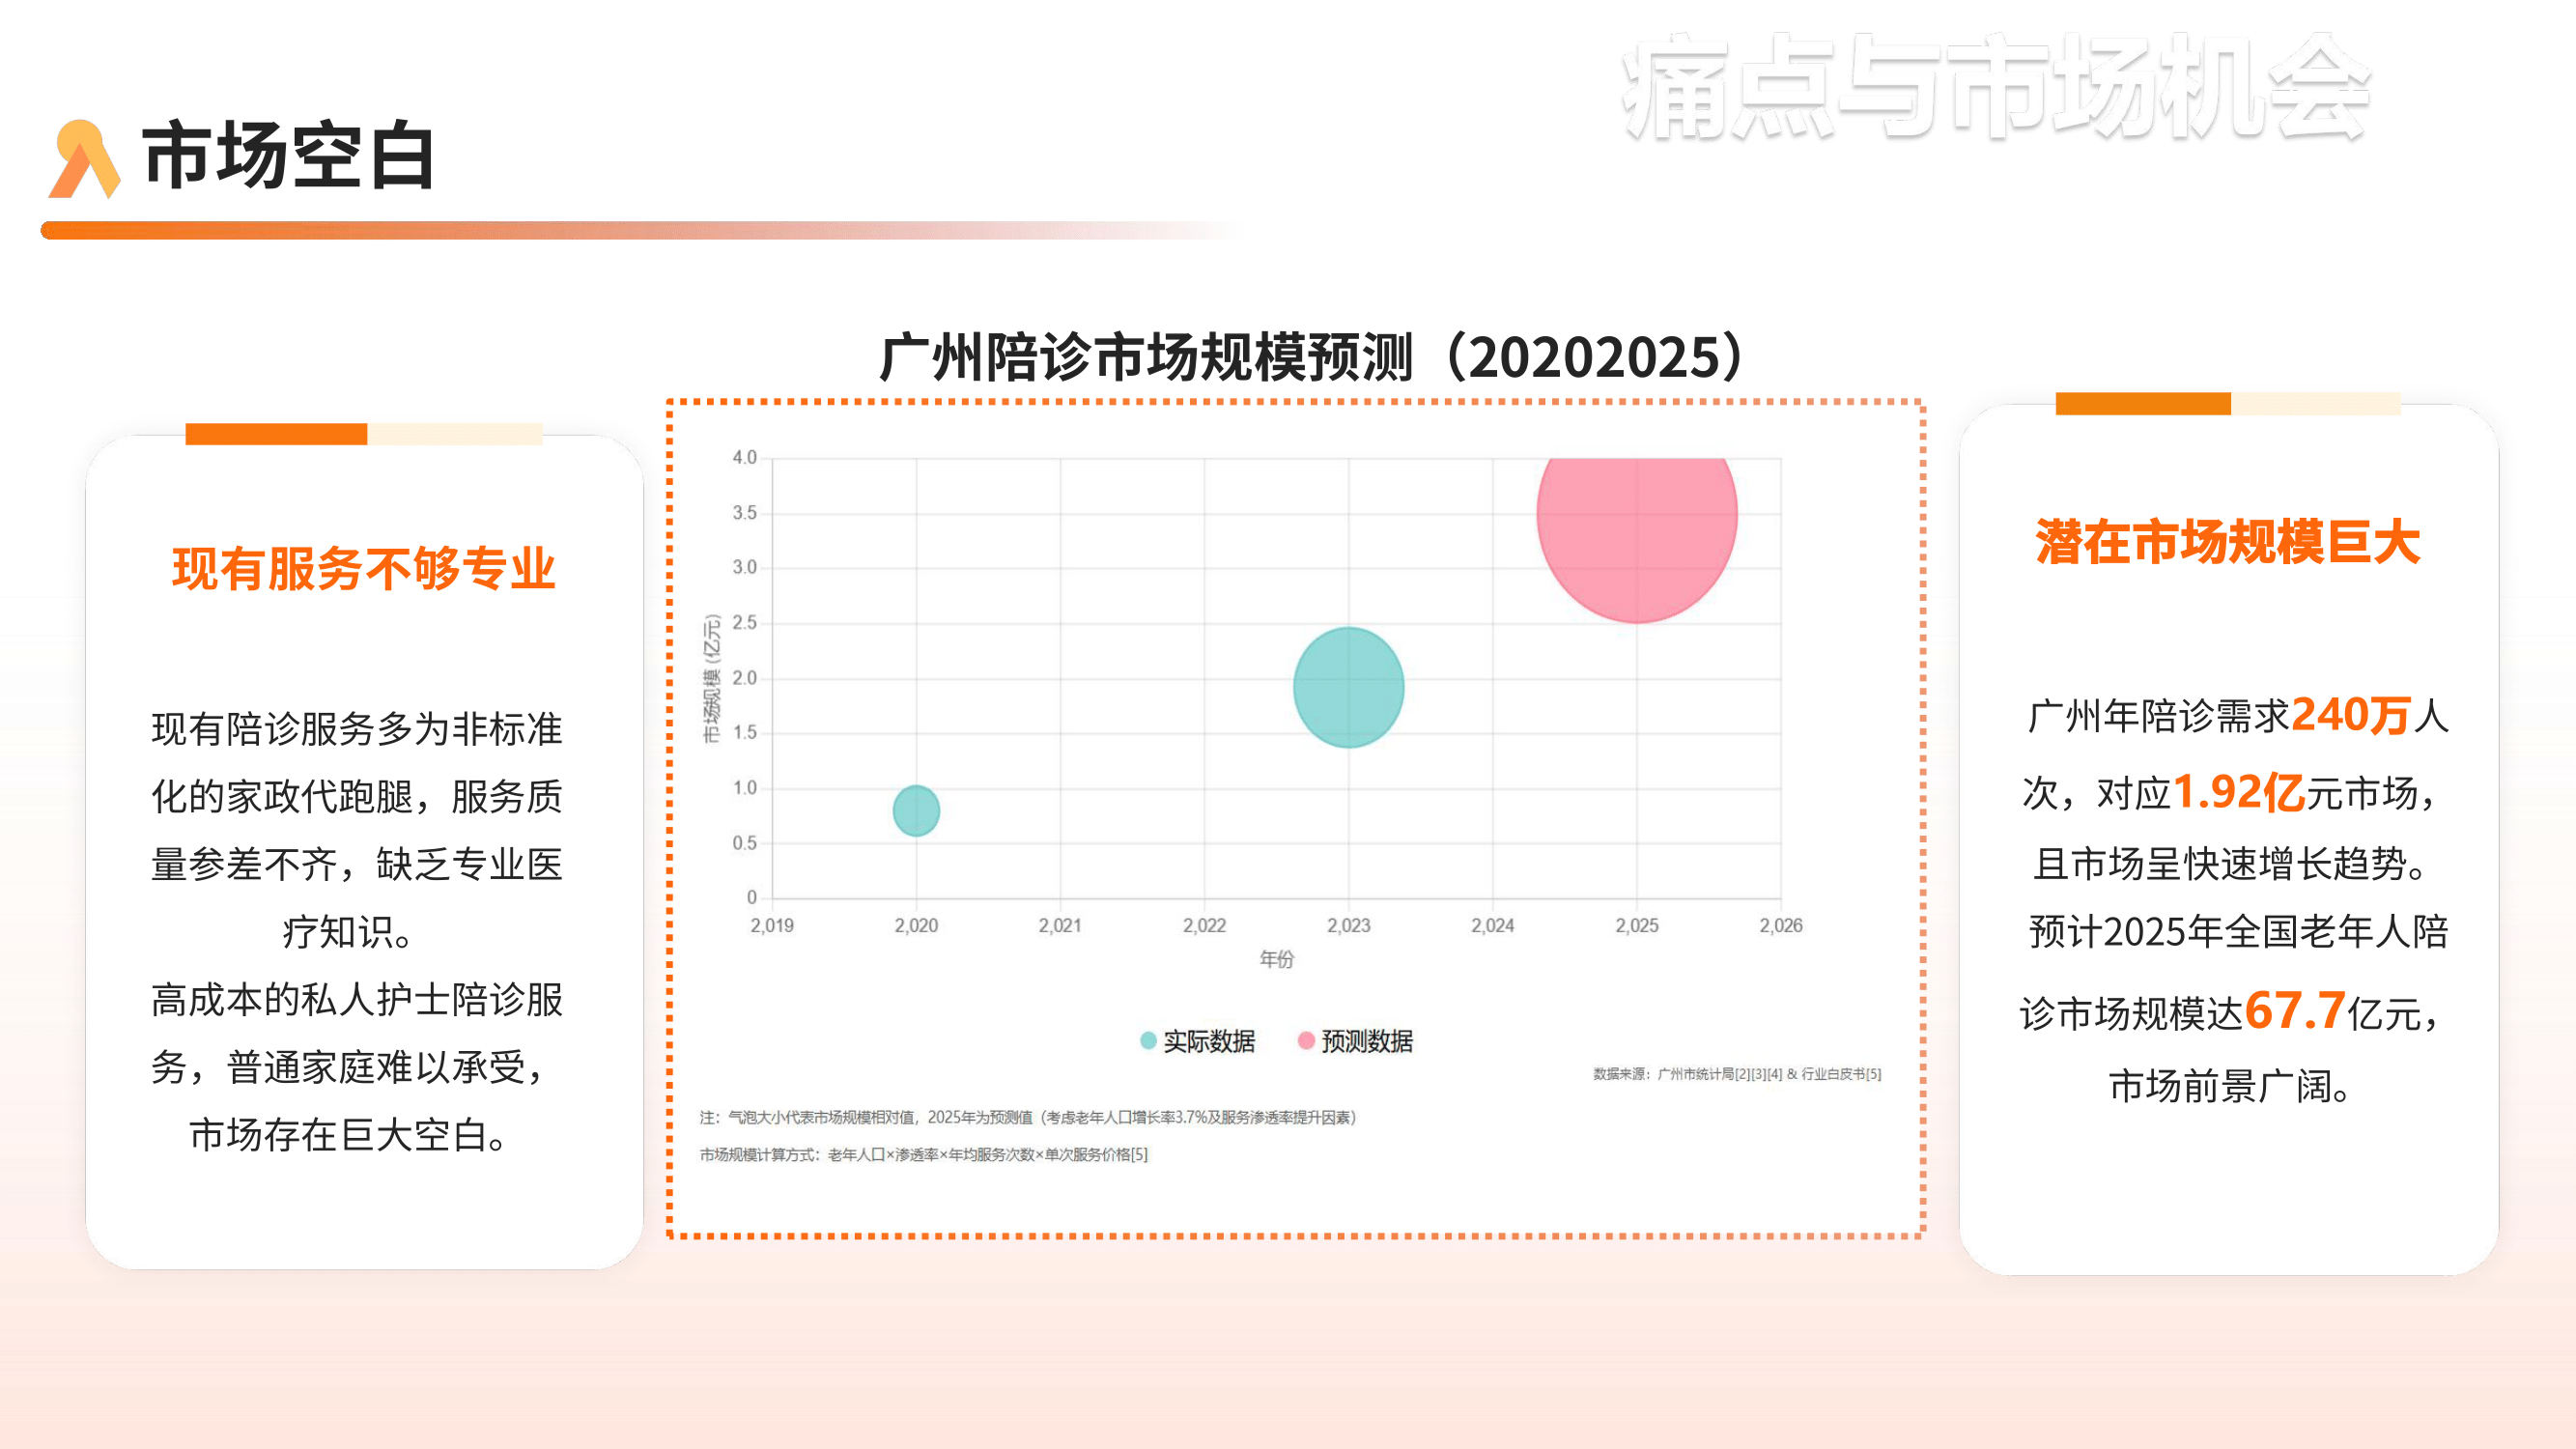 痛点与市场机会
市场空白
广州陪诊市场规模预测（20202025）
现有服务不够专业
现有陪诊服务多为非标准
化的家政代跑腿，服务质
量参差不齐，缺乏专业医
疗知识。
高成本的私人护士陪诊服
务，普通家庭难以承受，
市场存在巨大空白。
市场规模 (亿元)
4.0
3.5
3.0
2.5
2.0
1.5
1.0
0.5
0
2,019 2,020 2,021 2,022 2,023 2,024 2,025 2,026
年份
实际数据 预测数据
数据来源：广州市统计局[2][3][4] & 行业白皮书[5]
注：气泡大小代表市场规模相对值，2025年为预测值（考虑老年人口增长率3.7%及服务渗透率提升因素）
市场规模计算方式：老年人口×渗透率×年均服务次数×单次服务价格[5]
潜在市场规模巨大
广州年陪诊需求240万人
次，对应1.92亿元市场，
且市场呈快速增长趋势。
预计2025年全国老年人陪
诊市场规模达67.7亿元，
市场前景广阔。